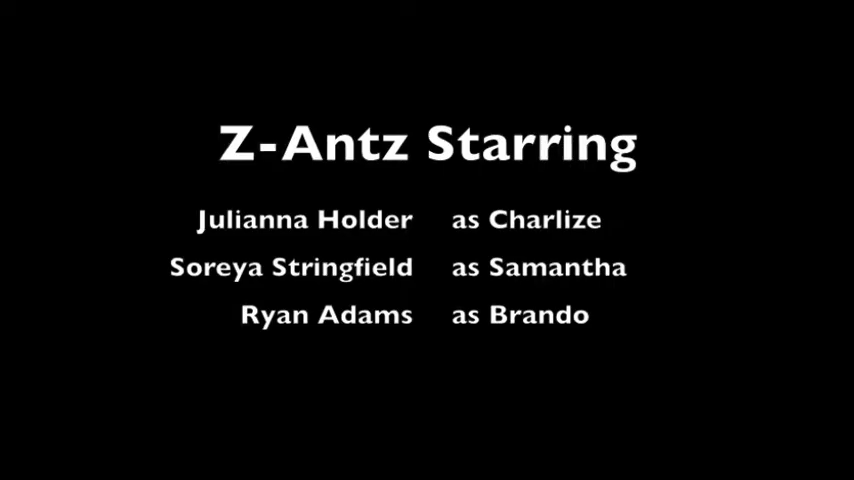 Z-Antz Starring
Julianna Holder as Charlize
Soreya Stringfield as Samantha
Ryan Adams as Brando